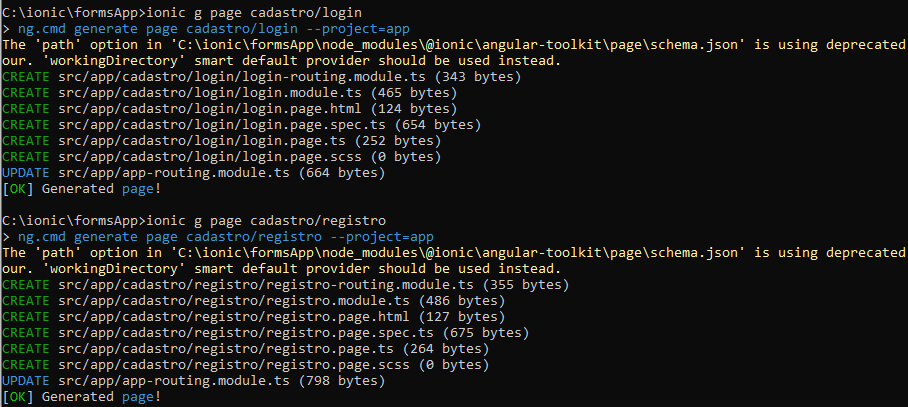 C:\ionic\formsApp>ionic g page cadastro/login
> ng.cmd generate page cadastro/login --project=app
The 'path' option in 'C:\ionic\formsApp\node_modules\@ionic\angular-toolkit\page\schema.json' is using deprecated
our. 'workingDirectory' smart default provider should be used instead.
CREATE src/app/cadastro/login/login-routing.module.ts (343 bytes)
CREATE src/app/cadastro/login/login.module.ts (465 bytes)
CREATE src/app/cadastro/login/login.page.html (124 bytes)
CREATE src/app/cadastro/login/login.page.spec.ts (654 bytes)
CREATE src/app/cadastro/login/login.page.ts (252 bytes)
CREATE src/app/cadastro/login/login.page.scss (0 bytes)
UPDATE src/app/app-routing.module.ts (664 bytes)
[OK] Generated page!
C:\ionic\formsApp>ionic g page cadastro/registro
> ng.cmd generate page cadastro/registro --project=app
The 'path' option in 'C:\ionic\formsApp\node_modules\@ionic\angular-toolkit\page\schema.json' is using deprecated
our. 'workingDirectory' smart default provider should be used instead.
CREATE src/app/cadastro/registro/registro-routing.module.ts (355 bytes)
CREATE src/app/cadastro/registro/registro.module.ts (486 bytes)
CREATE src/app/cadastro/registro/registro.page.html (127 bytes)
CREATE src/app/cadastro/registro/registro.page.spec.ts (675 bytes)
CREATE src/app/cadastro/registro/registro.page.ts (264 bytes)
CREATE src/app/cadastro/registro/registro.page.scss (0 bytes)
UPDATE src/app/app-routing.module.ts (798 bytes)
[OK] Generated page!